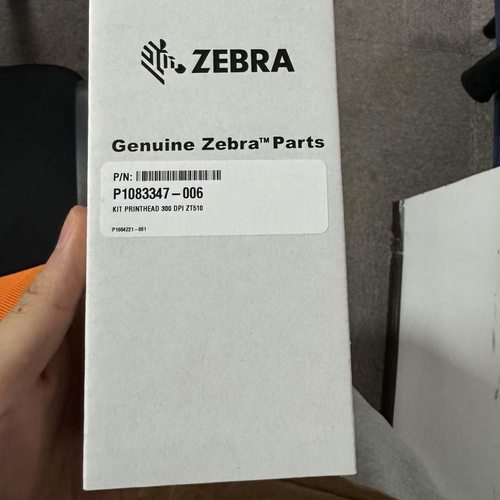 ZEBRA
Genuine Zebra™ Parts
P/N:
P1083347-006
KIT PRINTHEAD 300 DPI ZT510
P1084221-001